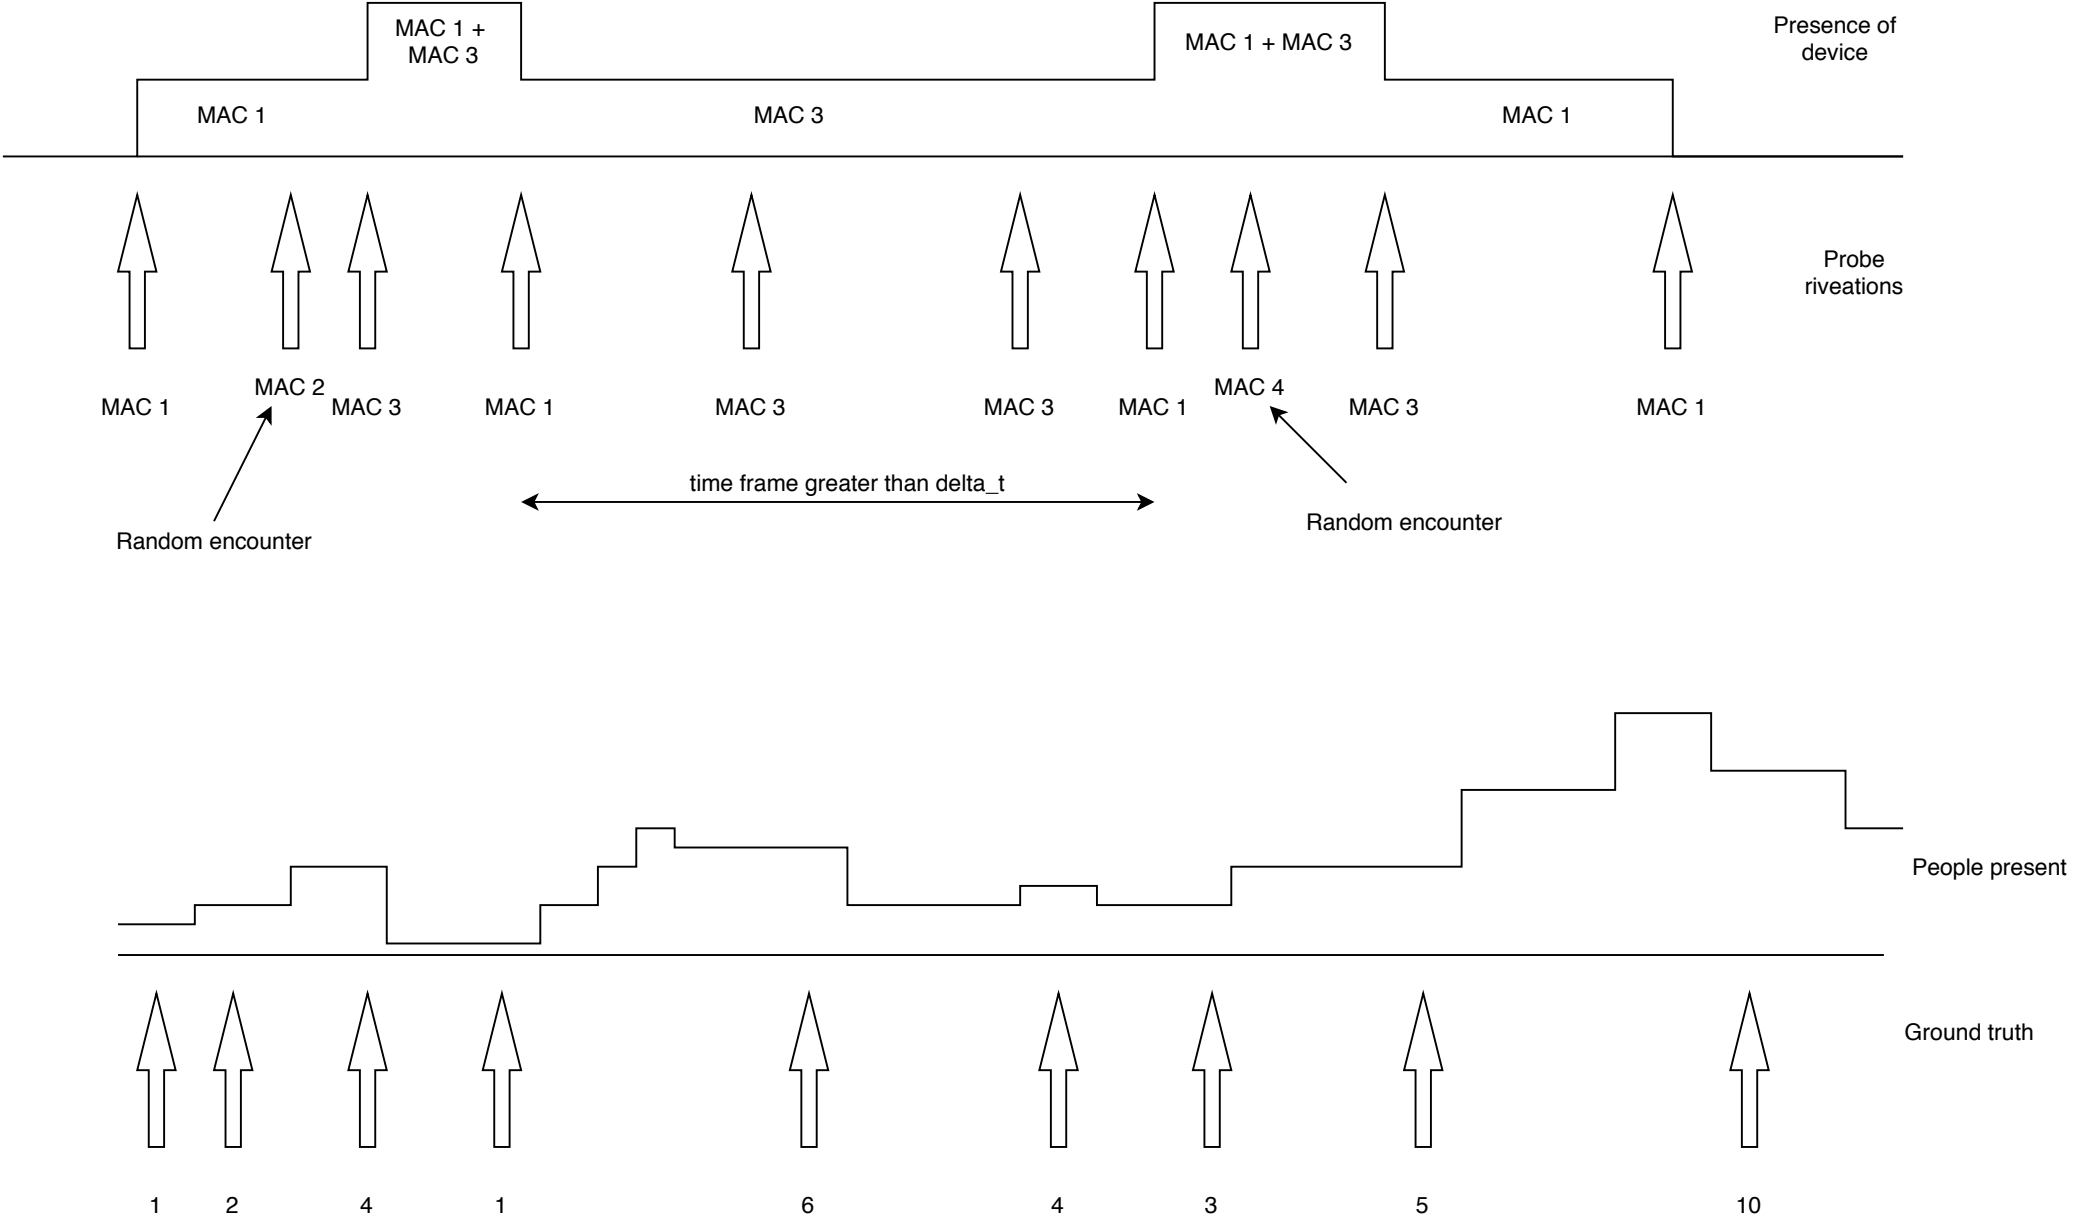 MAC 1 +
MAC 3
MAC 1 + MAC 3
Presence of
device
MAC 1
MAC 3
MAC 1
Probe
riveations
MAC 1
MAC 2
MAC 3
MAC 1
MAC 3
MAC 3
MAC 1
MAC 4
MAC 3
MAC 1
time frame greater than delta_t
Random encounter
Random encounter
People present
Ground truth
1
2
4
1
6
4
3
5
10